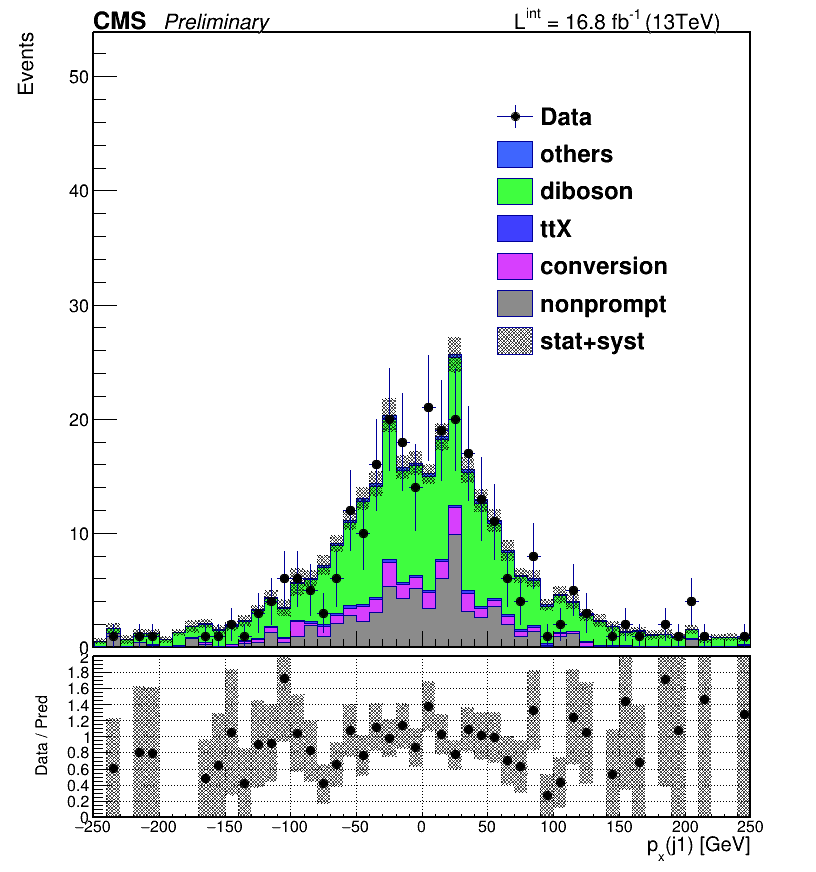 CMS Preliminary L^int = 16.8 fb^-1 (13TeV)
Events
50
40
30
20
10
0
Data
others
diboson
ttX
conversion
nonprompt
stat+syst
Data / Pred
2
1.8
1.6
1.4
1.2
1
0.8
0.6
0.4
0.2
0
−250 −200 −150 −100 −50 0 50 100 150 200 250
p_x(j1) [GeV]